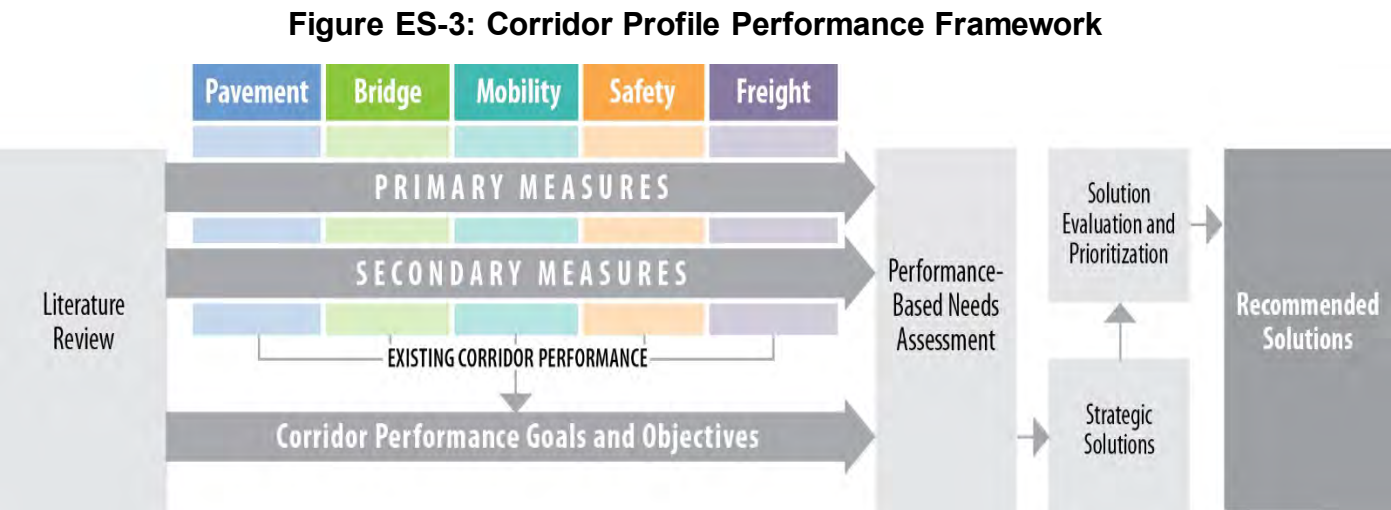 Figure ES-3: Corridor Profile Performance Framework
Pavement
Bridge
Mobility
Safety
Freight
PRIMARY MEASURES
SECONDARY MEASURES
EXISTING CORRIDOR PERFORMANCE
Corridor Performance Goals and Objectives
Literature
Review
Performance-
Based Needs
Assessment
Solution
Evaluation and
Prioritization
Strategic
Solutions
Recommended
Solutions